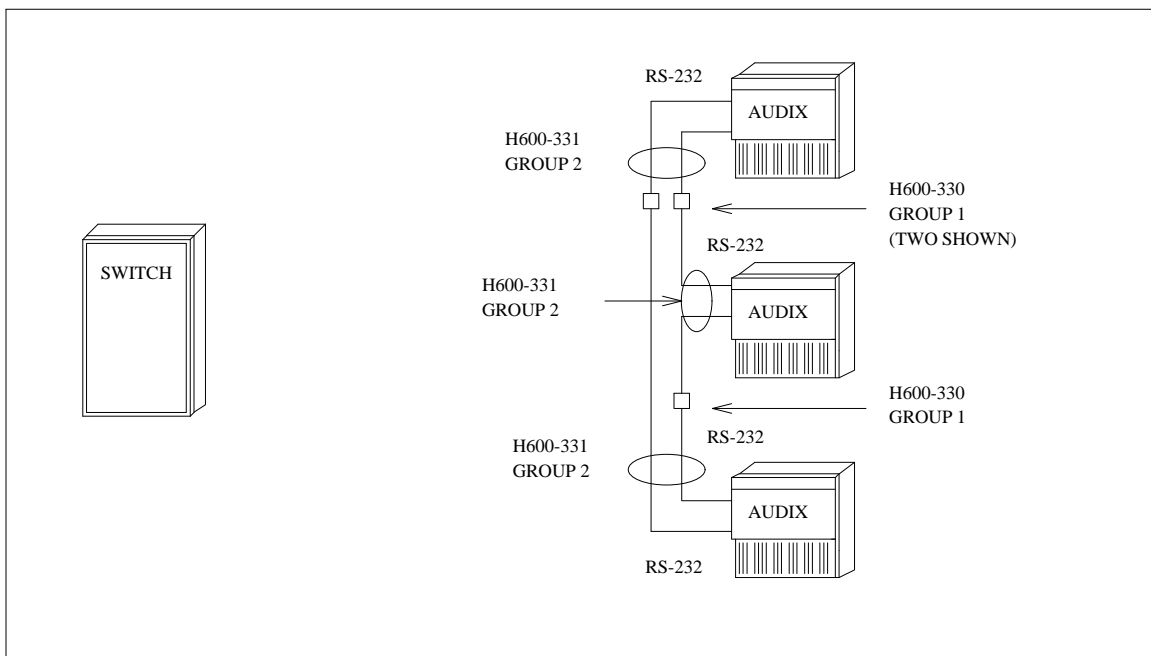 RS-232
AUDIX
H600-331
GROUP 2
H600-330
GROUP 1
(TWO SHOWN)
RS-232
SWITCH
H600-331
GROUP 2
AUDIX
H600-330
GROUP 1
RS-232
H600-331
GROUP 2
AUDIX
RS-232